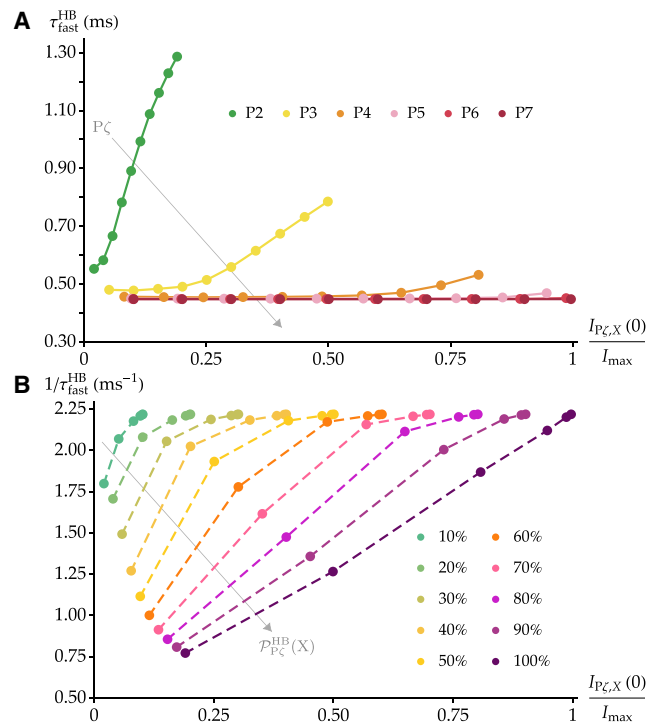 A τ_fast^HB (ms)
1.30
1.10
0.90
0.70
0.50
0.30
Pζ
P2 P3 P4 P5 P6 P7
0 0.25 0.50 0.75 1
I_Pζ,X (0)
I_max
B 1/τ_fast^HB (ms⁻¹)
2.25
2.00
1.75
1.50
1.25
1.00
0.75
0.50
10% 60%
20% 70%
30% 80%
40% 90%
50% 100%
𝒫_Pζ^HB(X)
0 0.25 0.50 0.75 1
I_Pζ,X (0)
I_max